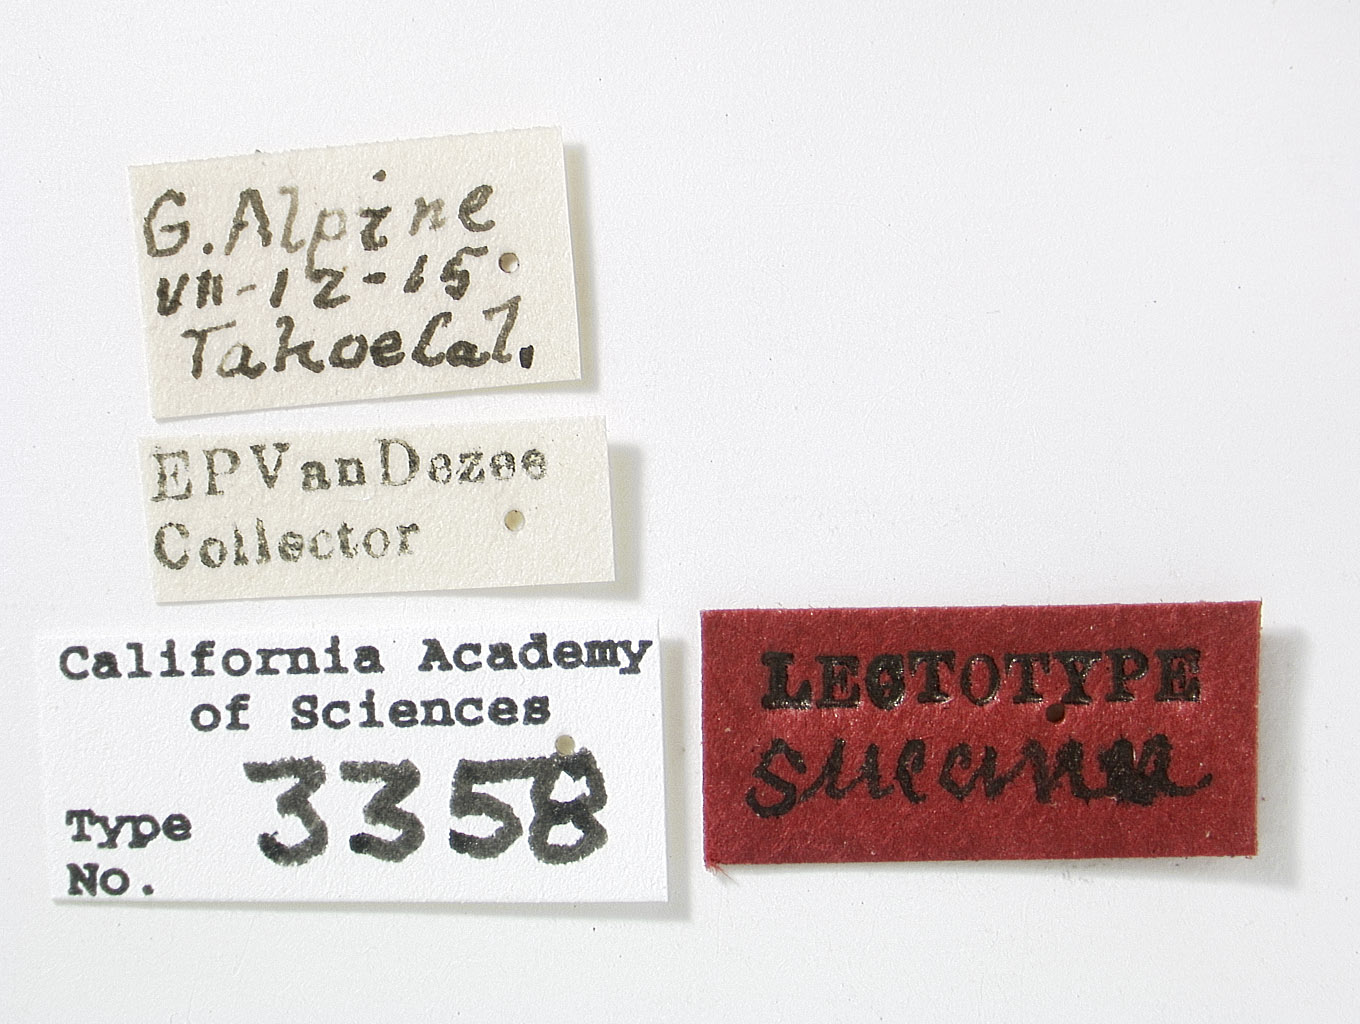 G. Alpine
VII-12-15
Tahoe Cal.
EPVanDuzee
Collector
California Academy
of Sciences
Type
No. 3358
LECTOTYPE